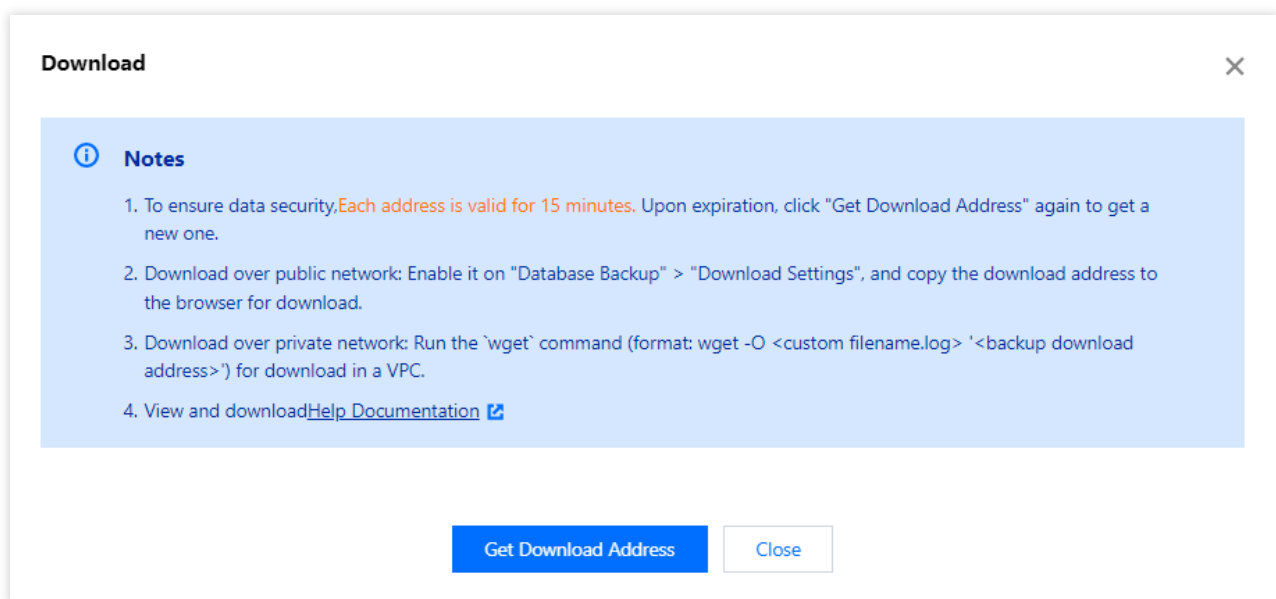 Download
Notes
1. To ensure data security,Each address is valid for 15 minutes. Upon expiration, click "Get Download Address" again to get a
new one.
2. Download over public network: Enable it on "Database Backup" > "Download Settings", and copy the download address to
the browser for download.
3. Download over private network: Run the `wget` command (format: wget -O <custom filename.log> '<backup download
address>') for download in a VPC.
4. View and downloadHelp Documentation
Get Download Address
Close